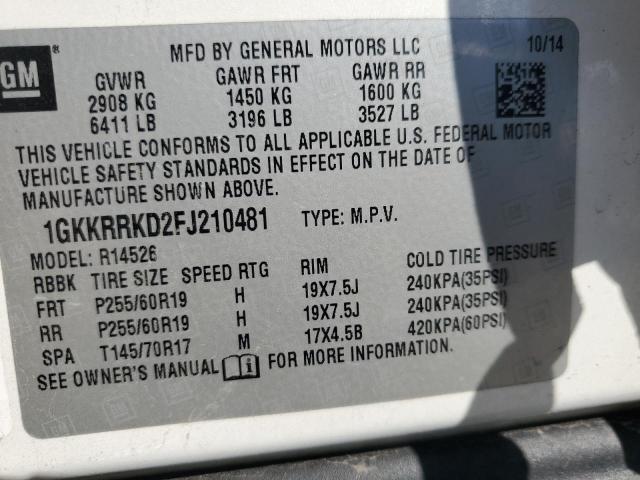 GM®
MFD BY GENERAL MOTORS LLC 10/14
GVWR GAWR FRT GAWR RR
2908 KG 1450 KG 1600 KG
6411 LB 3196 LB 3527 LB
THIS VEHICLE CONFORMS TO ALL APPLICABLE U.S. FEDERAL MOTOR
VEHICLE SAFETY STANDARDS IN EFFECT ON THE DATE OF
MANUFACTURE SHOWN ABOVE.
1GKKRRKD2FJ210481 TYPE: M.P.V.
MODEL: R14526
RBBK TIRE SIZE SPEED RTG RIM COLD TIRE PRESSURE
FRT P255/60R19 H 19X7.5J 240KPA(35PSI)
RR P255/60R19 H 19X7.5J 240KPA(35PSI)
SPA T145/70R17 M 17X4.5B 420KPA(60PSI)
SEE OWNER'S MANUAL FOR MORE INFORMATION.